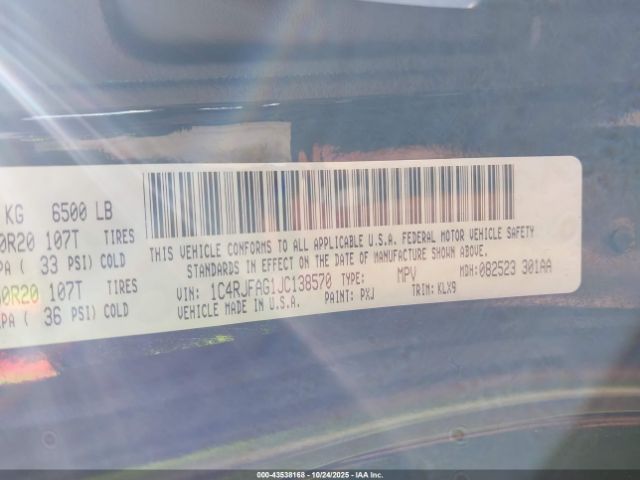 KG 6500 LB
0R20 107T TIRES
PA ( 33 PSI) COLD
0R20 107T TIRES
PA ( 36 PSI) COLD
THIS VEHICLE CONFORMS TO ALL APPLICABLE U.S.A. FEDERAL MOTOR VEHICLE SAFETY
STANDARDS IN EFFECT ON THE DATE OF MANUFACTURE SHOWN ABOVE.
VIN: 1C4RJFAG1JC138570 TYPE: MPV MDH: 082523 301AA
VEHICLE MADE IN U.S.A. PAINT: PXJ TRIM: KLX9
000-43538168 - 10/24/2025 - IAA Inc.